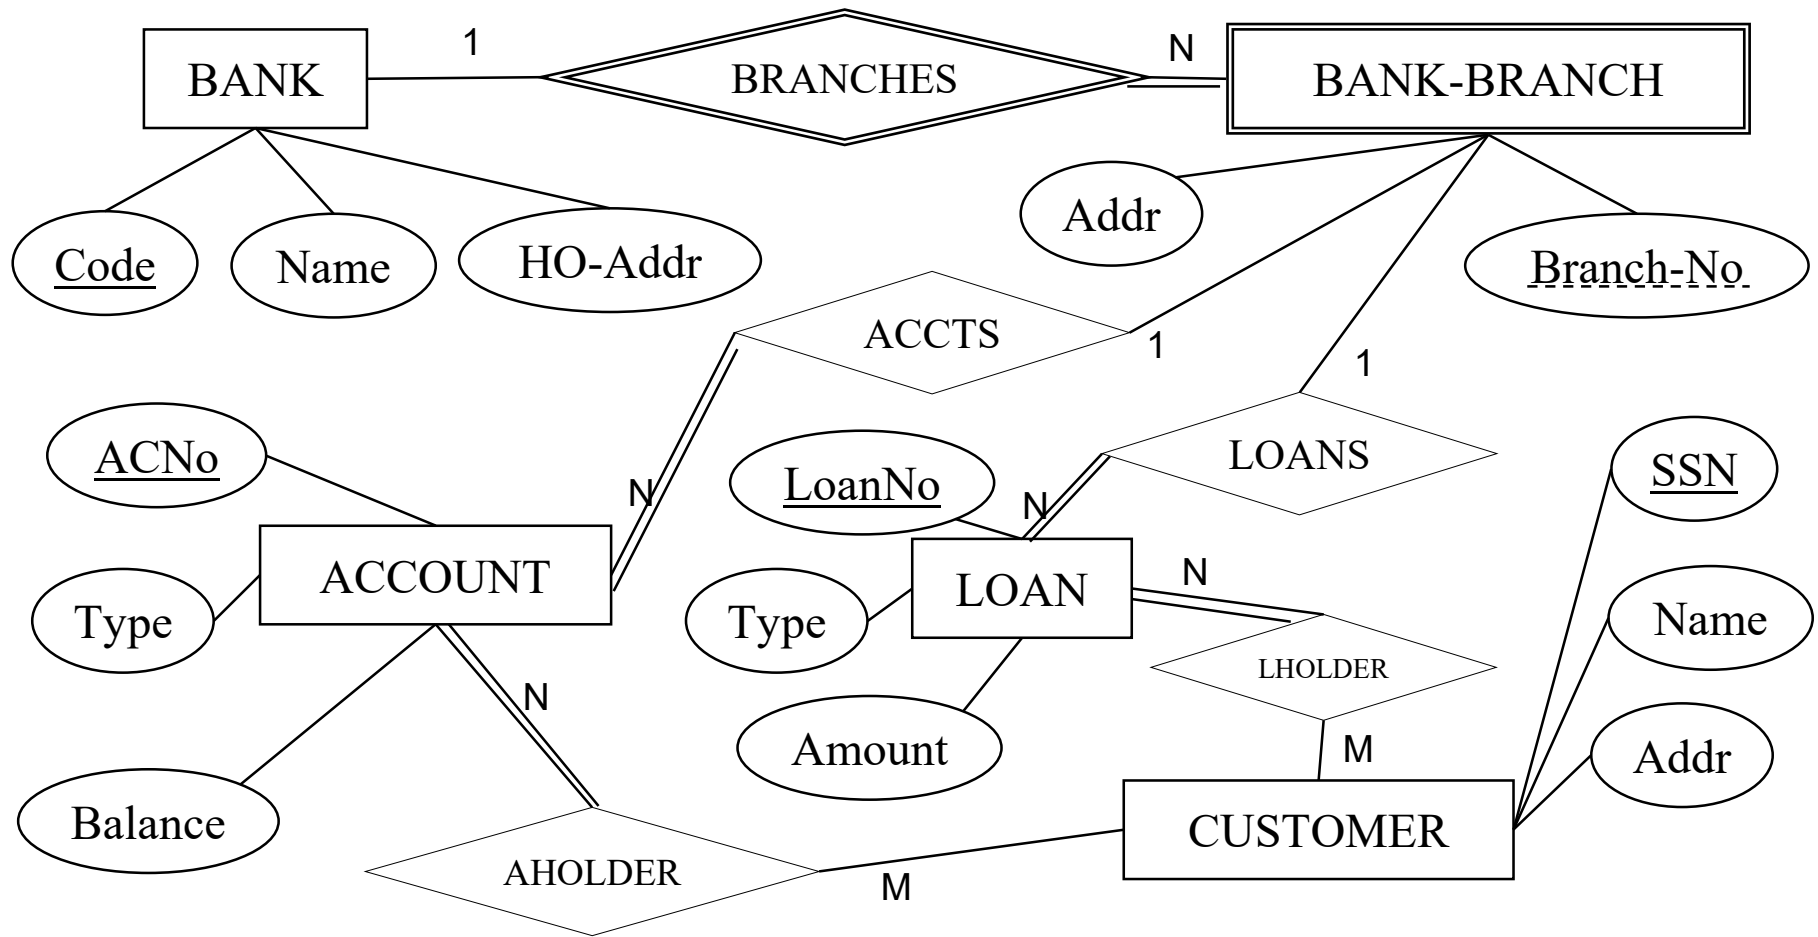 1
N
BANK
BRANCHES
BANK-BRANCH
Addr
Code
Name
HO-Addr
Branch-No
ACCTS
1
1
ACNo
LoanNo
LOANS
SSN
N
N
ACCOUNT
LOAN
N
Type
Type
Name
LHOLDER
N
Amount
M
Addr
Balance
CUSTOMER
AHOLDER
M